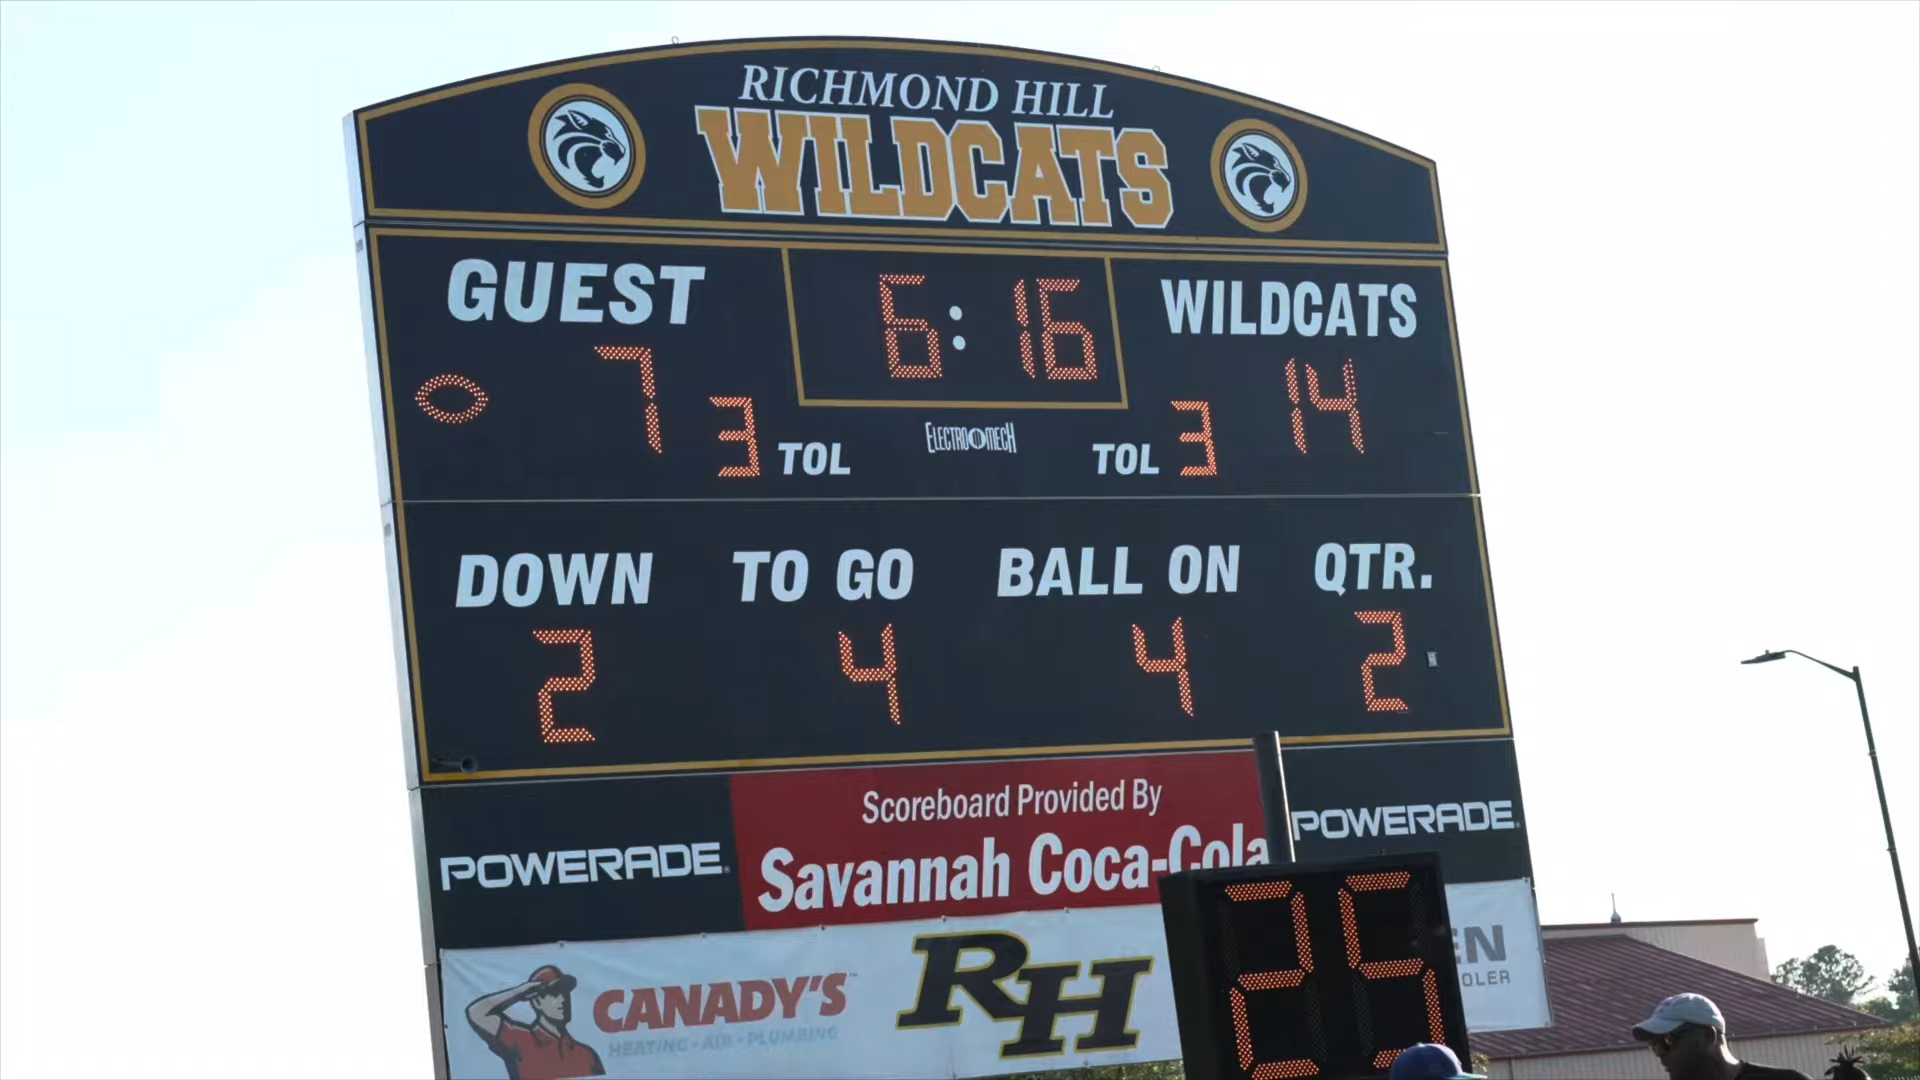 RICHMOND HILL
WILDCATS
GUEST 6:16 WILDCATS
7 3 TOL ELECTRO-MECH TOL 3 14
DOWN TO GO BALL ON QTR.
2 4 4 2
Scoreboard Provided By
POWERADE Savannah Coca-Cola POWERADE
CANADY'S™ RH
HEATING • AIR • PLUMBING
25